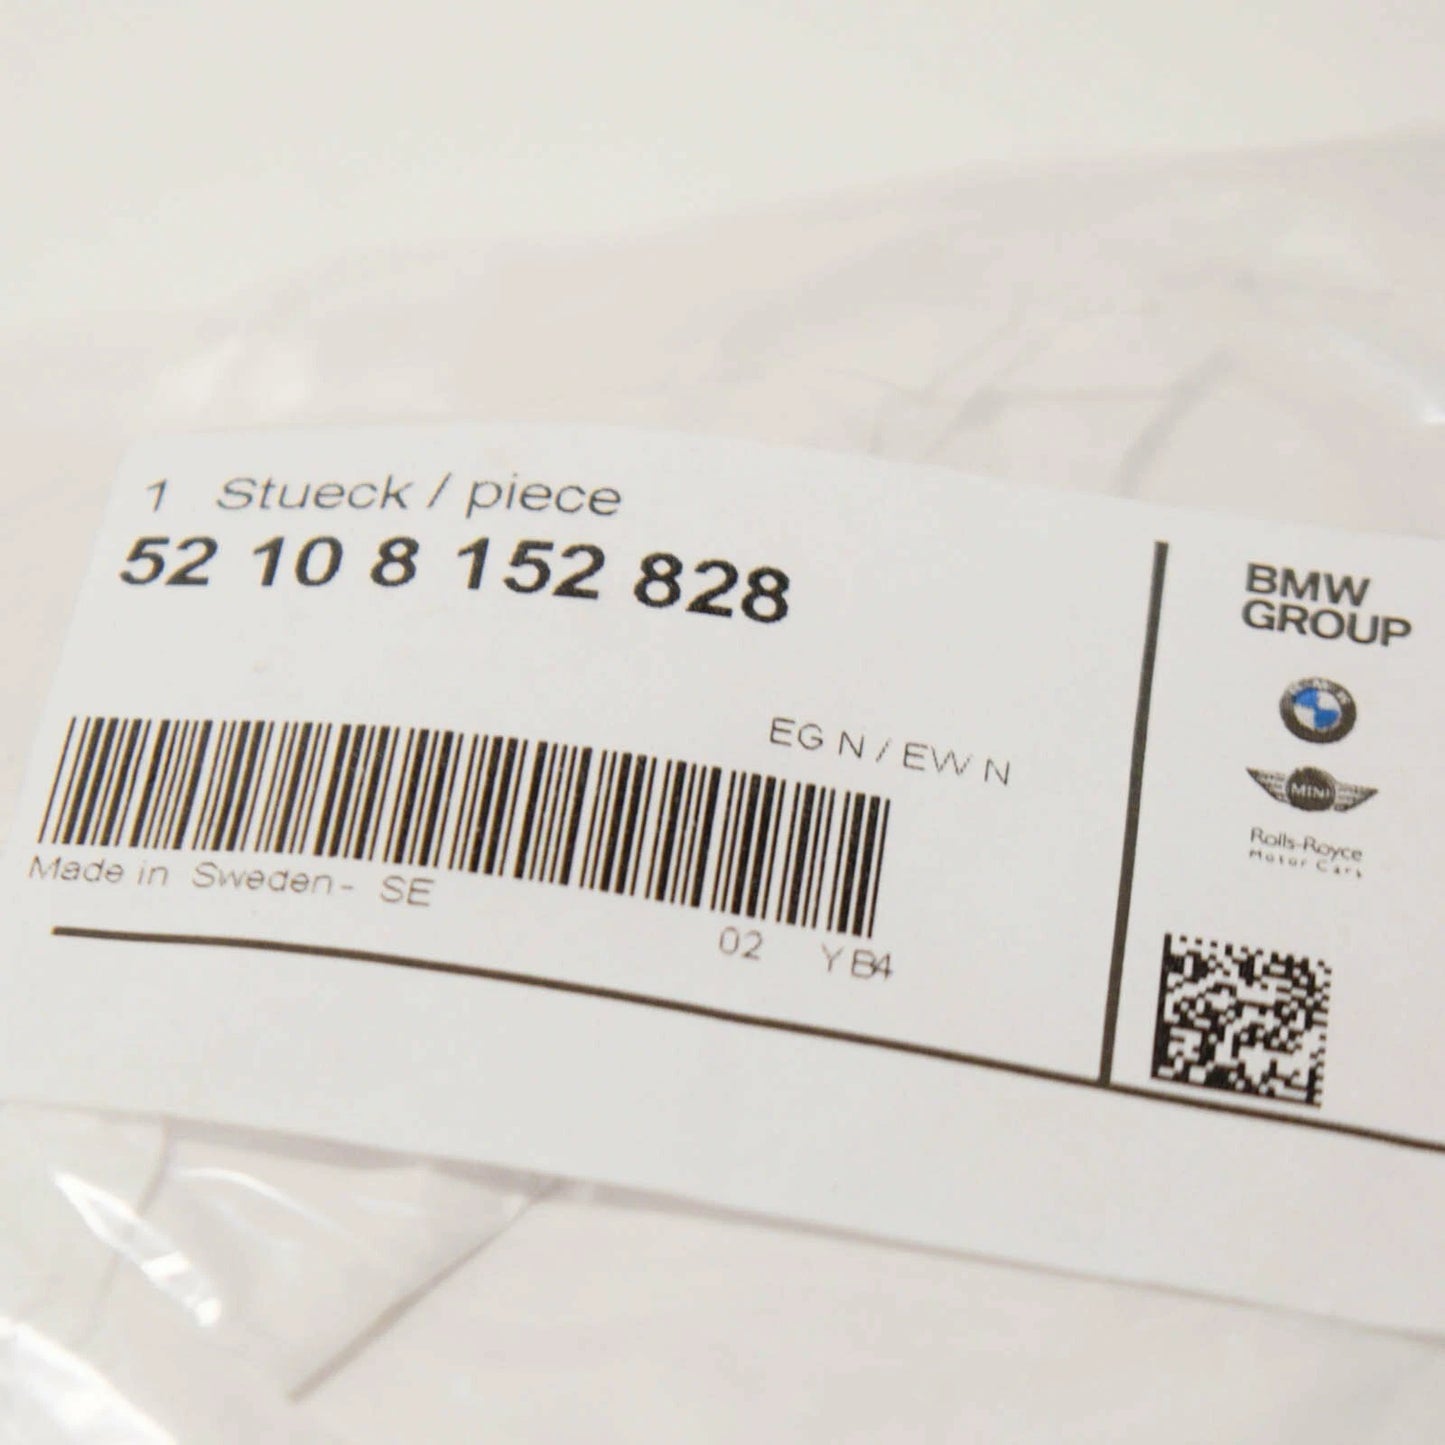 1 Stueck / piece
52 10 8 152 828
EG N / EW N
Made in Sweden- SE
02 YB4
BMW
GROUP
MINI
Rolls-Royce
Motor Cars